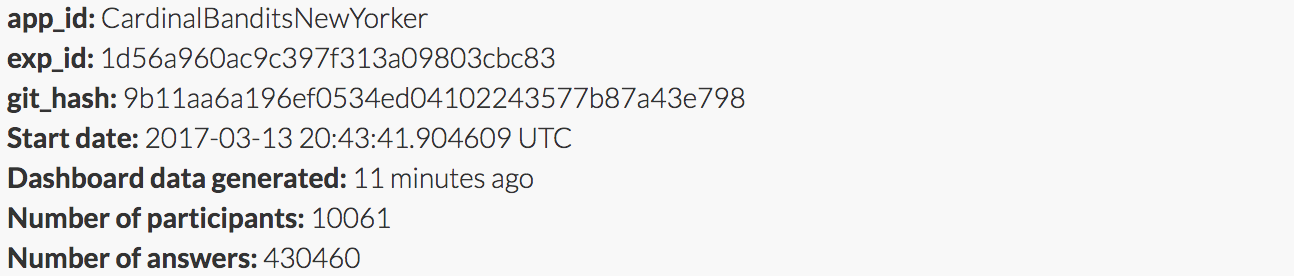 app_id: CardinalBanditsNewYorker
exp_id: 1d56a960ac9c397f313a09803cbc83
git_hash: 9b11aa6a196ef0534ed04102243577b87a43e798
Start date: 2017-03-13 20:43:41.904609 UTC
Dashboard data generated: 11 minutes ago
Number of participants: 10061
Number of answers: 430460